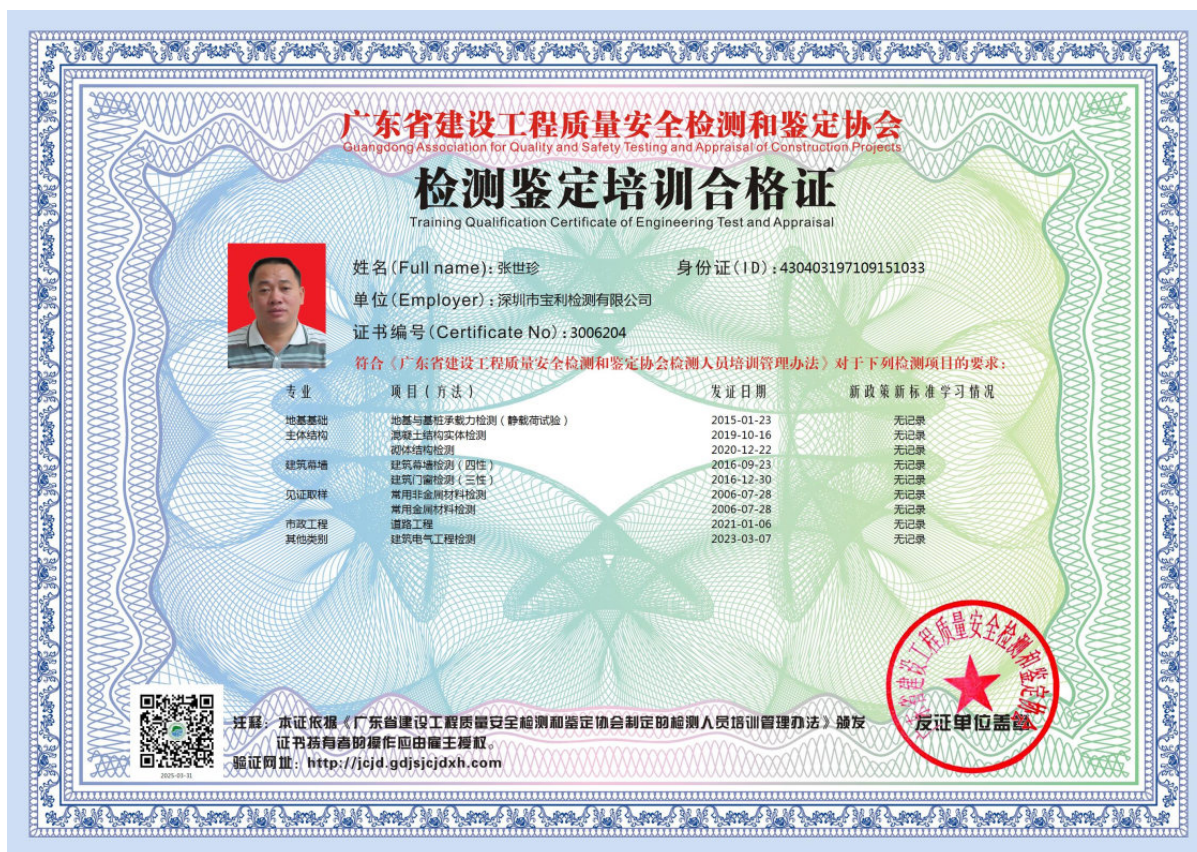 广东省建设工程质量安全检测和鉴定协会
Guangdong Association for Quality and Safety Testing and Appraisal of Construction Projects
检测鉴定培训合格证
Training Qualification Certificate of Engineering Test and Appraisal
姓名(Full name): 张世珍 身份证(ID): 430403197109151033
单位(Employer): 深圳市宝利检测有限公司
证书编号(Certificate No): 3006204
符合《广东省建设工程质量安全检测和鉴定协会检测人员培训管理办法》对于下列检测项目的要求:
专业 项目(方法) 发证日期 新政策新标准学习情况
地基基础 地基与基桩承载力检测(静载荷试验) 2015-01-23 无记录
主体结构 混凝土结构实体检测 2019-10-16 无记录
砌体结构检测 2020-12-22 无记录
建筑幕墙 建筑幕墙检测(四性) 2016-09-23 无记录
建筑门窗检测(三性) 2016-12-30 无记录
见证取样 常用非金属材料检测 2006-07-28 无记录
常用金属材料检测 2006-07-28 无记录
市政工程 道路工程 2021-01-06 无记录
其他类别 建筑电气工程检测 2023-03-07 无记录
广东省建设工程质量安全检测和鉴定协会
发证单位盖章
注释: 本证依据《广东省建设工程质量安全检测和鉴定协会制定的检测人员培训管理办法》颁发
证书持有者的操作应由雇主授权。
验证网址: http://jcjd.gdjsjcjdxh.com
2025-03-31